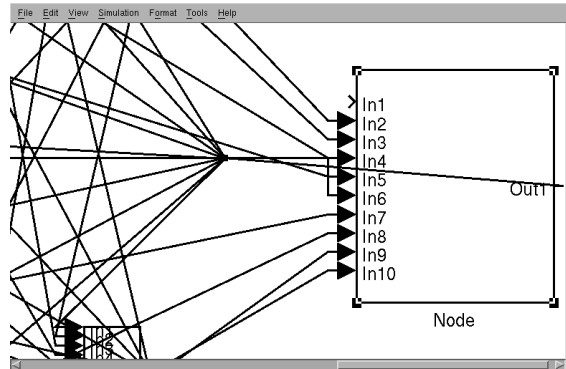 File Edit View Simulation Format Tools Help
In1
In2
In3
In4
In5
In6
In7
In8
In9
In10
Out1
Node